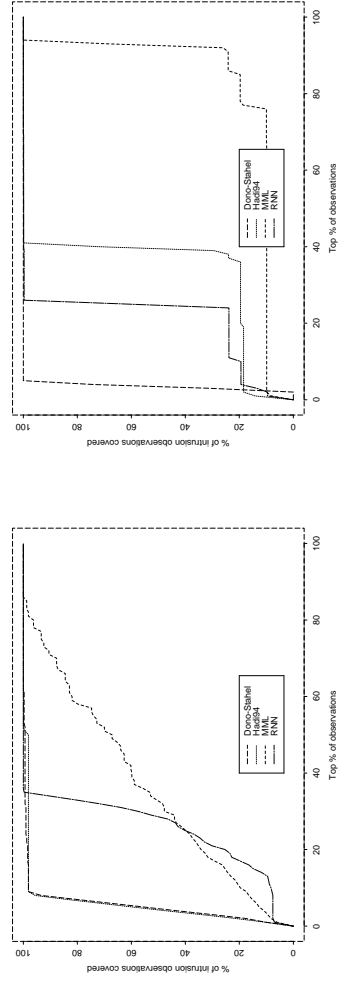 % of intrusion observations covered
100
80
60
40
20
0
Dono-Stahel
Hadi94
MML
RNN
0
20
40
60
80
100
Top % of observations
% of intrusion observations covered
100
80
60
40
20
0
Dono-Stahel
Hadi94
MML
RNN
0
20
40
60
80
100
Top % of observations